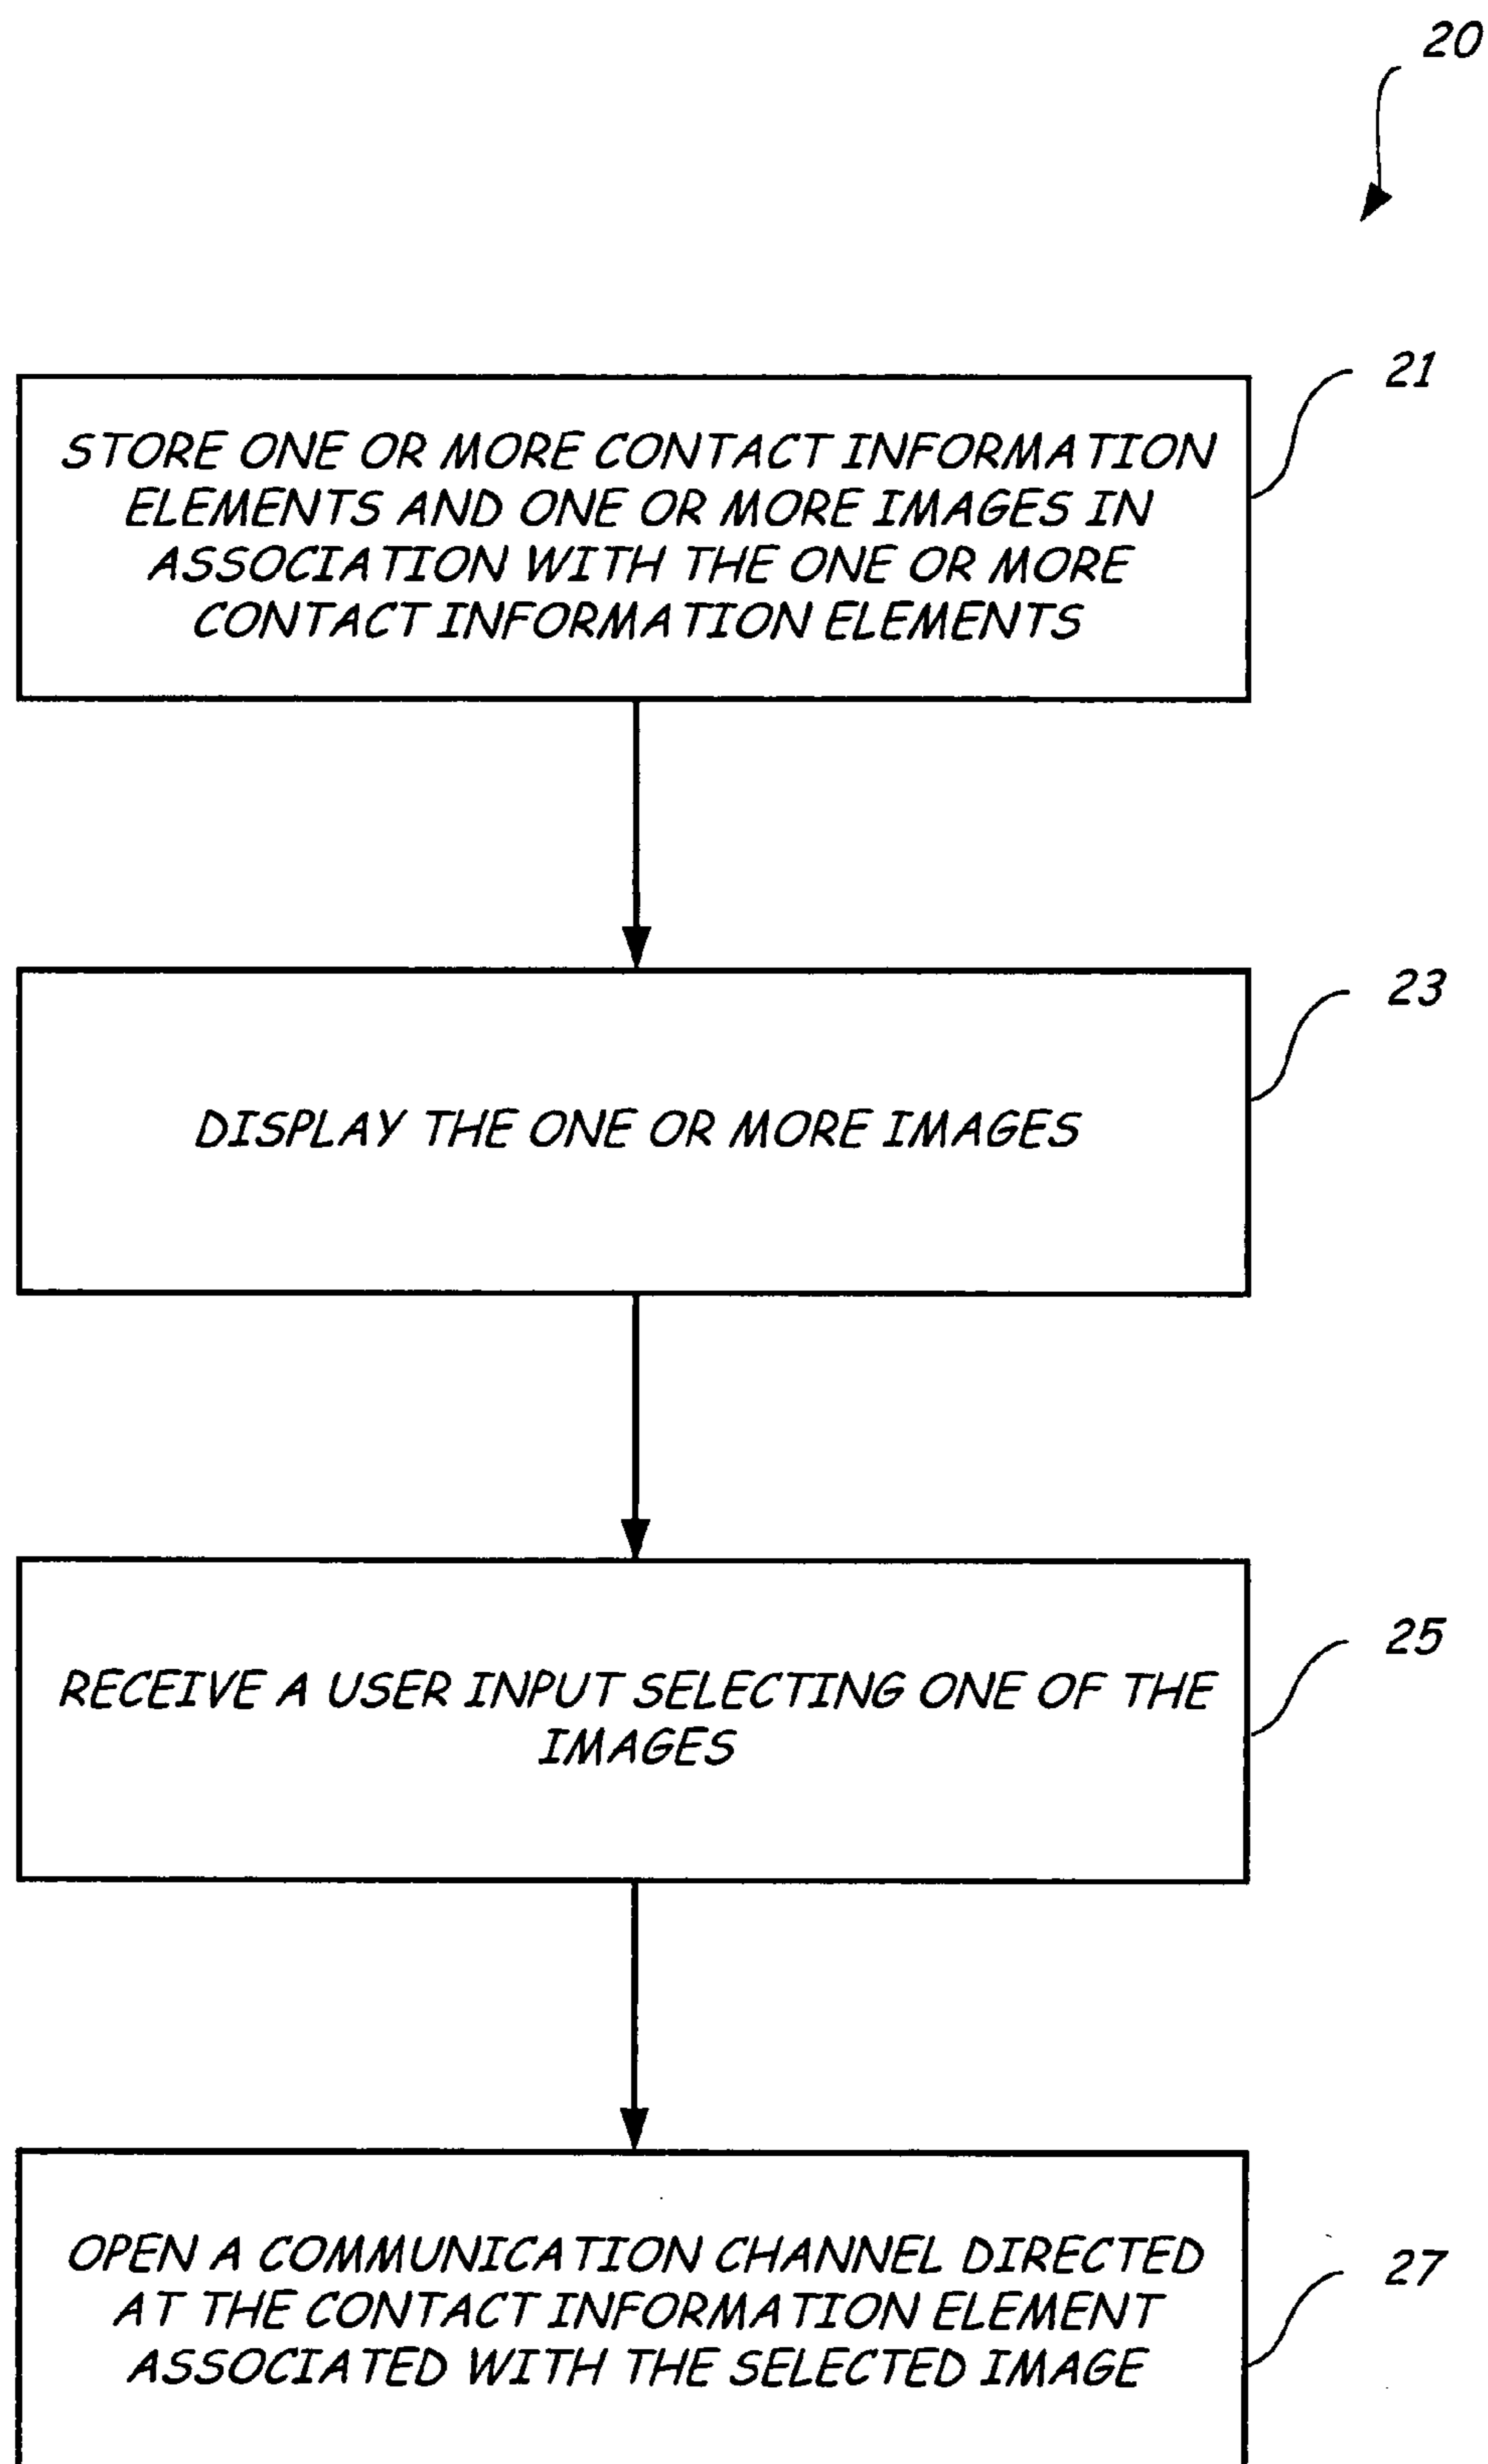 20
21
STORE ONE OR MORE CONTACT INFORMATION
ELEMENTS AND ONE OR MORE IMAGES IN
ASSOCIATION WITH THE ONE OR MORE
CONTACT INFORMATION ELEMENTS
23
DISPLAY THE ONE OR MORE IMAGES
25
RECEIVE A USER INPUT SELECTING ONE OF THE
IMAGES
27
OPEN A COMMUNICATION CHANNEL DIRECTED
AT THE CONTACT INFORMATION ELEMENT
ASSOCIATED WITH THE SELECTED IMAGE